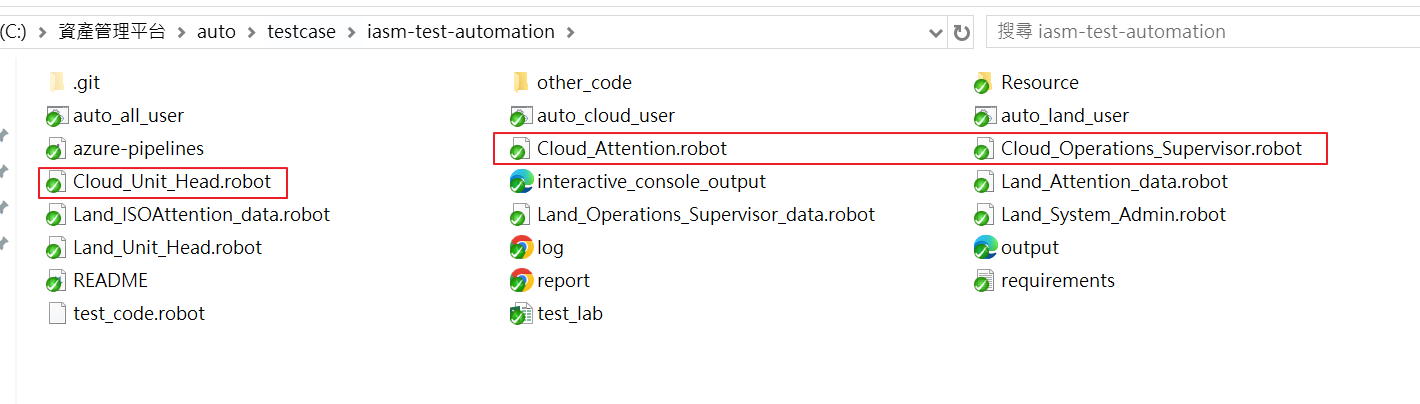 (C:) > 資產管理平台 > auto > testcase > iasm-test-automation > 搜尋 iasm-test-automation
.git other_code Resource
auto_all_user auto_cloud_user auto_land_user
azure-pipelines Cloud_Attention.robot Cloud_Operations_Supervisor.robot
Cloud_Unit_Head.robot interactive_console_output Land_Attention_data.robot
Land_ISOAttention_data.robot Land_Operations_Supervisor_data.robot Land_System_Admin.robot
Land_Unit_Head.robot log output
README report requirements
test_code.robot test_lab